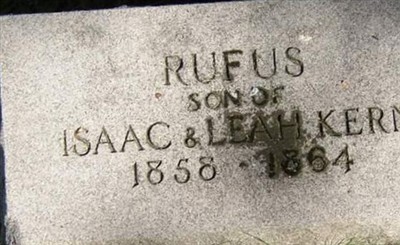 RUFUS
SON OF
ISAAC & LEAH KERN
1858 - 1864